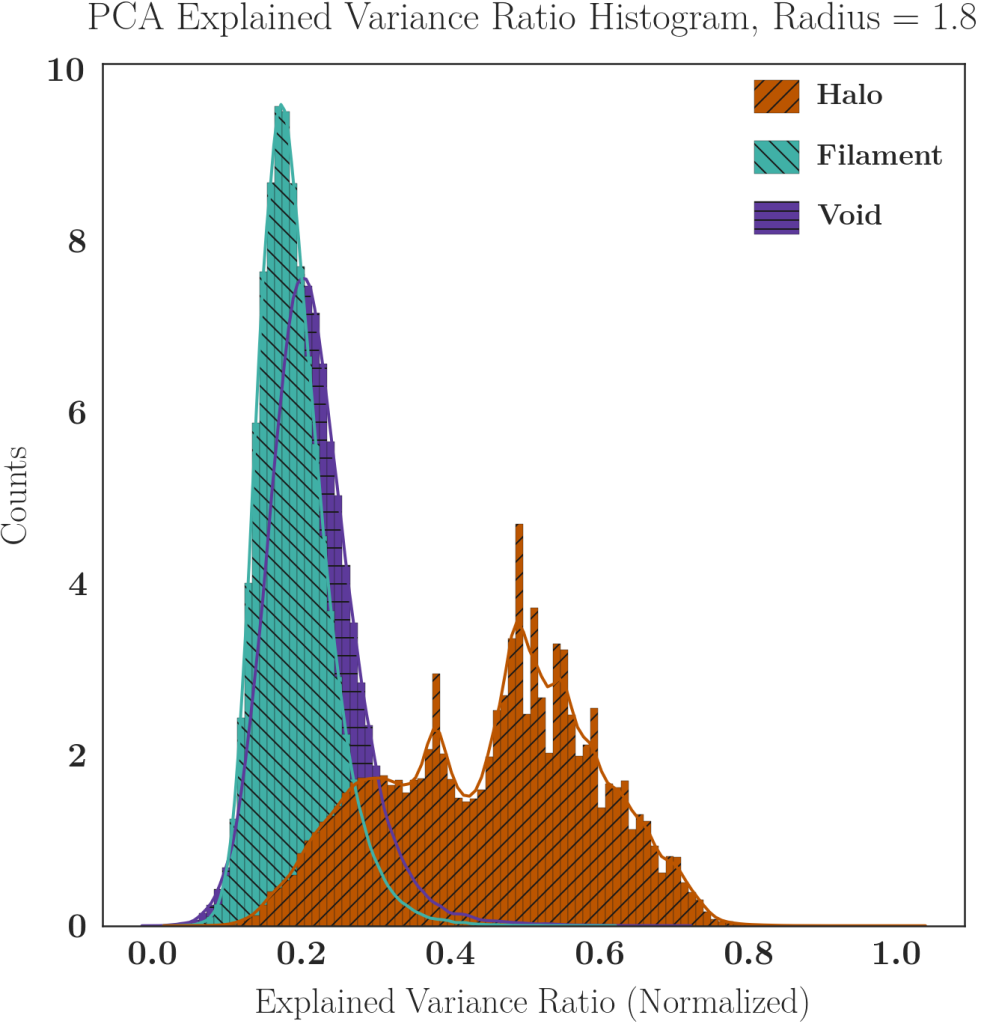 PCA Explained Variance Ratio Histogram, Radius = 1.8
10
8
6
4
2
0
Counts
Halo
Filament
Void
0.0 0.2 0.4 0.6 0.8 1.0
Explained Variance Ratio (Normalized)